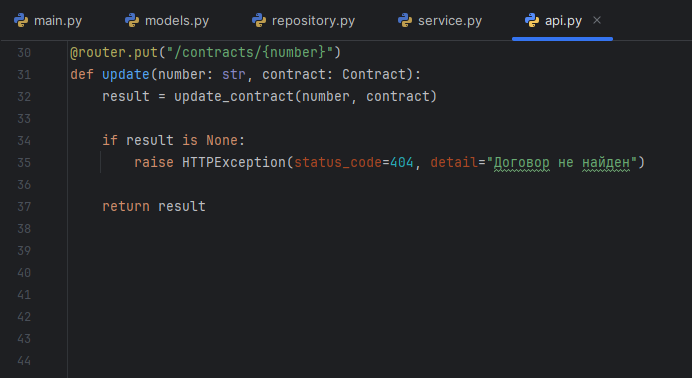 main.py models.py repository.py service.py api.py
30 @router.put("/contracts/{number}")
31 def update(number: str, contract: Contract):
32 result = update_contract(number, contract)
33
34 if result is None:
35 raise HTTPException(status_code=404, detail="Договор не найден")
36
37 return result
38
39
40
41
42
43
44